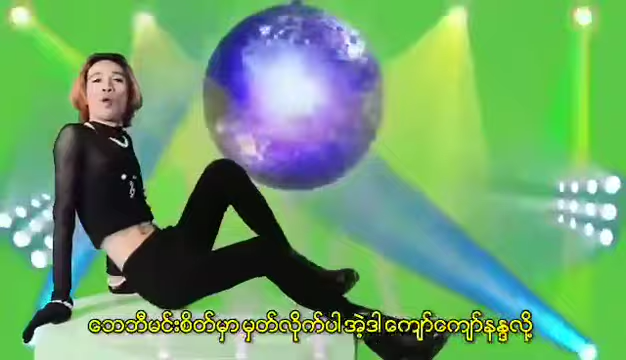 ဘေဘီမင်းစိတ်မှာ မှတ်လိုက်ပါ အဲ့ဒါ ကျော်ကျော်နန္ဒလို့